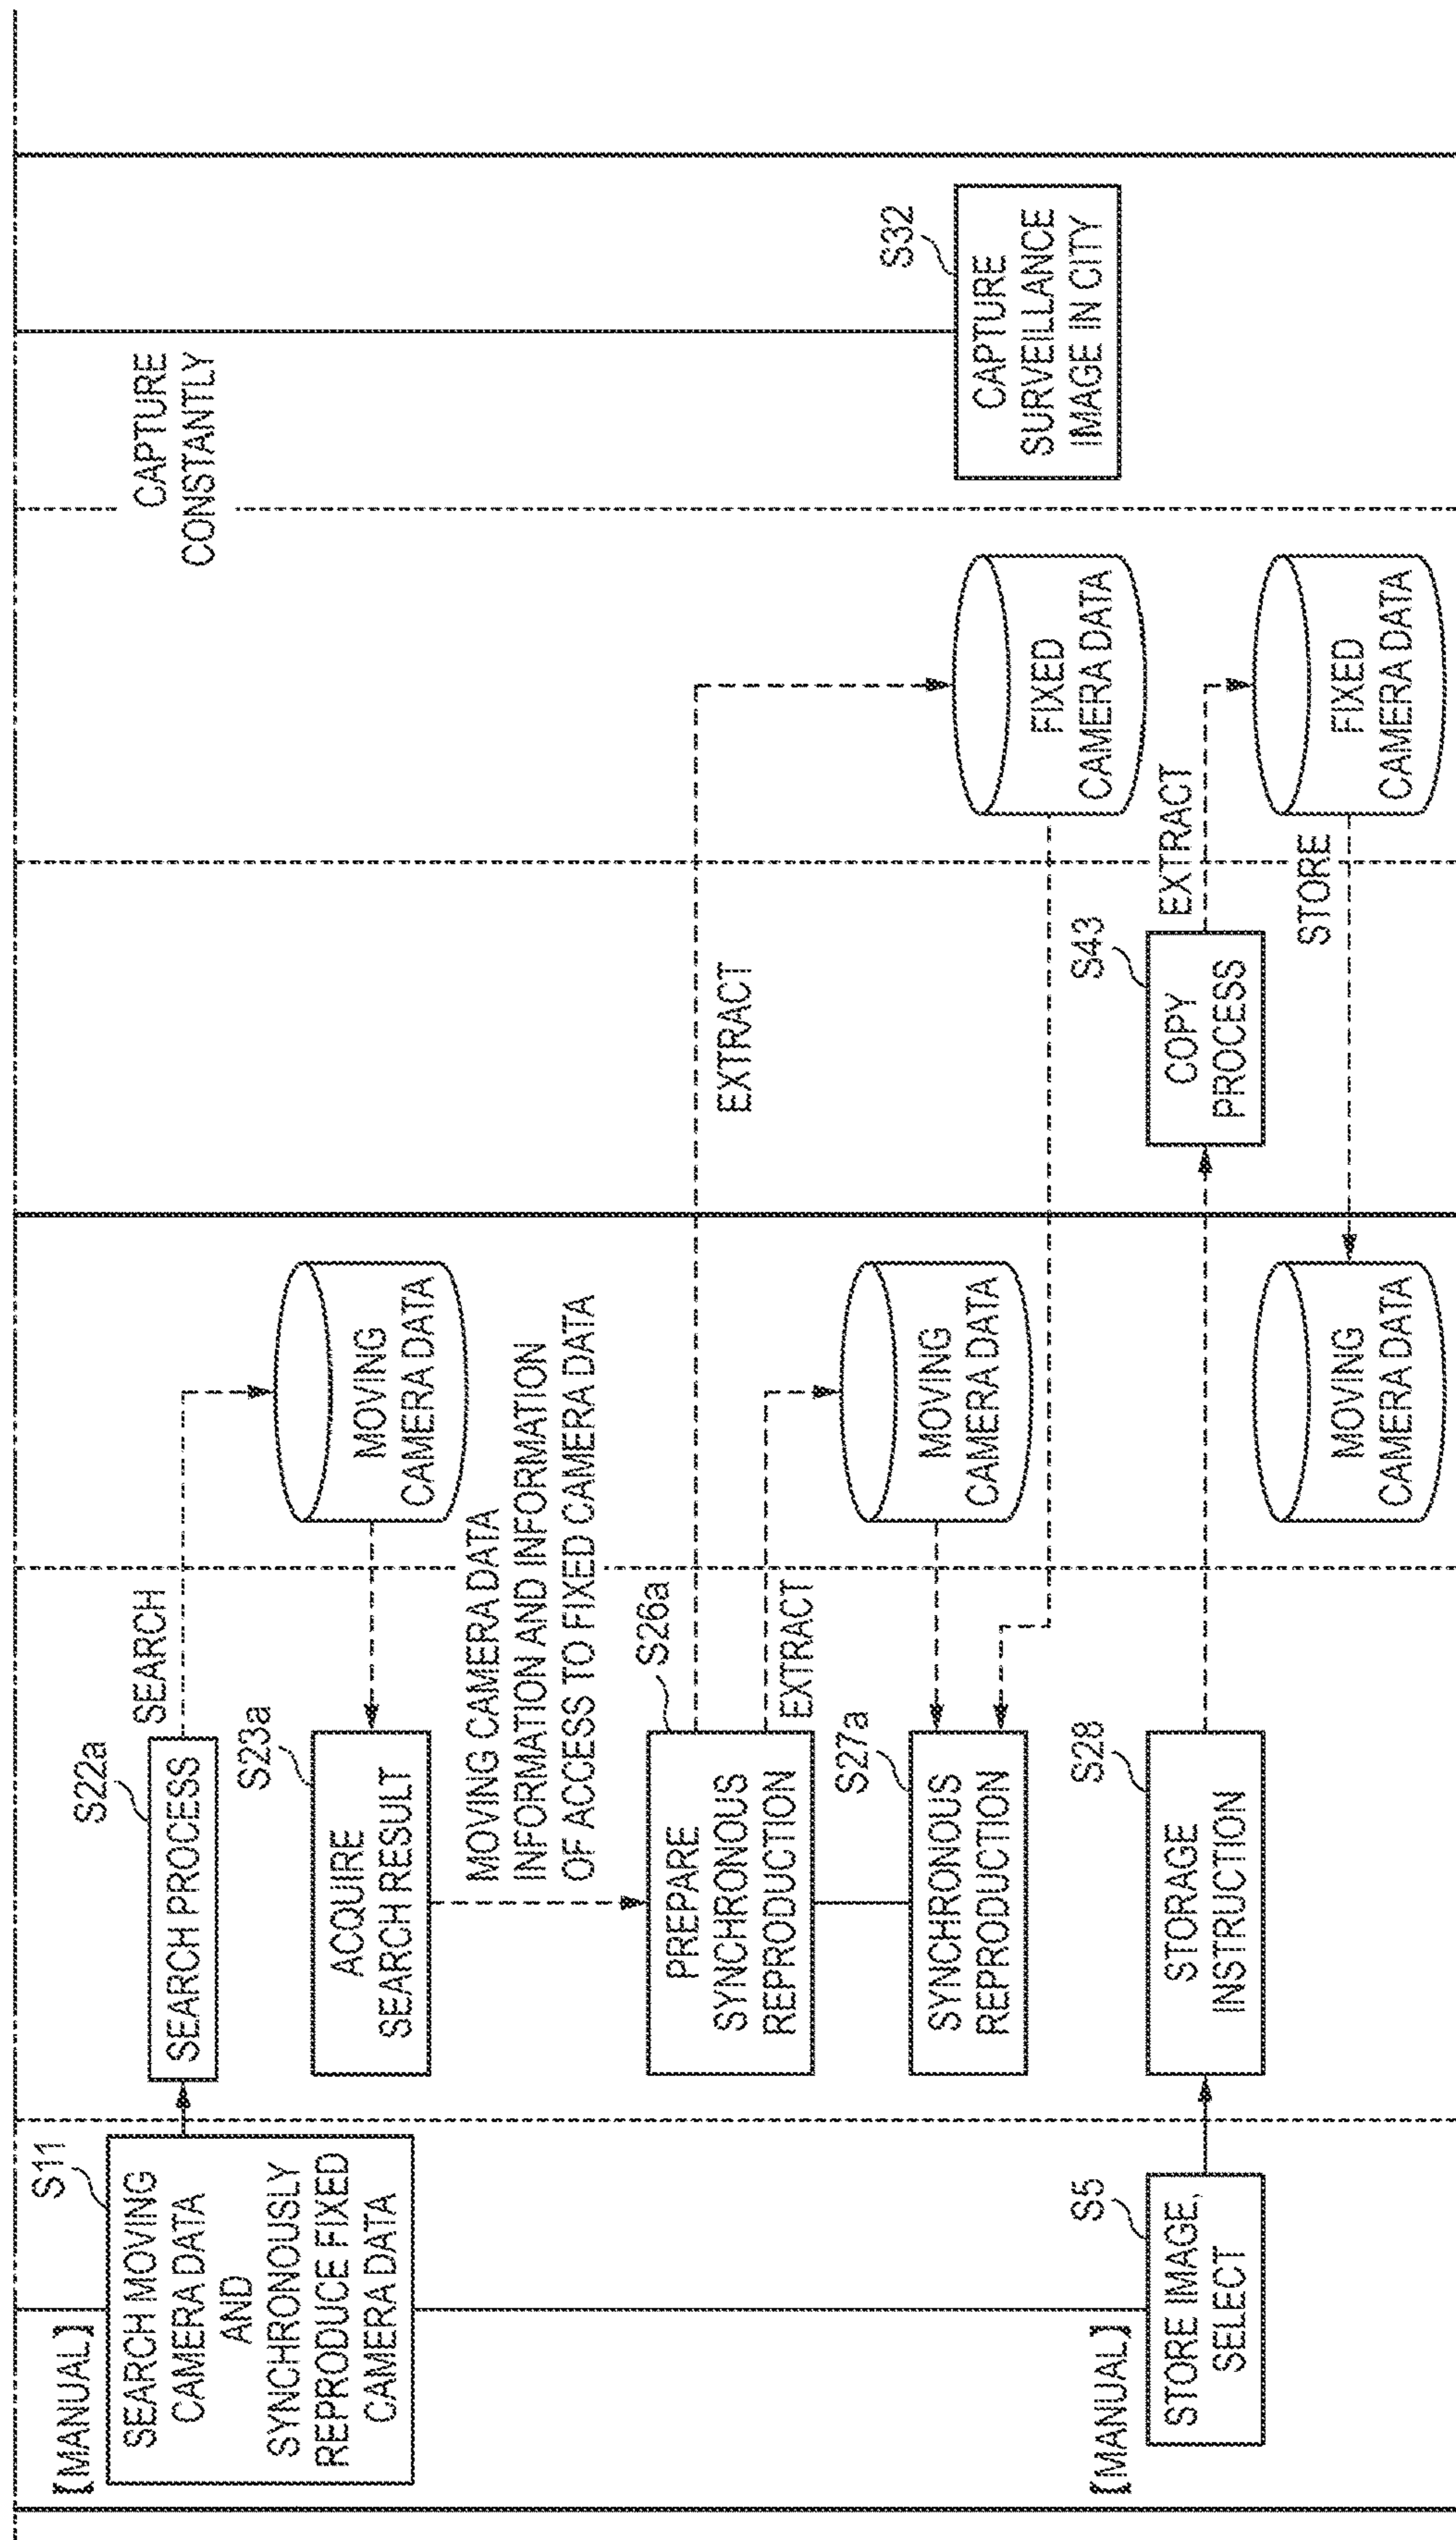 【MANUAL】
S11
SEARCH MOVING
CAMERA DATA
AND
SYNCHRONOUSLY
REPRODUCE FIXED
CAMERA DATA
S22a
SEARCH PROCESS
SEARCH
CAPTURE
CONSTANTLY
S23a
ACQUIRE
SEARCH RESULT
MOVING
CAMERA DATA
MOVING CAMERA DATA
INFORMATION AND INFORMATION
OF ACCESS TO FIXED CAMERA DATA
S26a
PREPARE
SYNCHRONOUS
REPRODUCTION
EXTRACT
EXTRACT
S27a
SYNCHRONOUS
REPRODUCTION
MOVING
CAMERA DATA
FIXED
CAMERA DATA
S32
CAPTURE
SURVEILLANCE
IMAGE IN CITY
【MANUAL】
S5
STORE IMAGE,
SELECT
S28
STORAGE
INSTRUCTION
S43
COPY
PROCESS
EXTRACT
FIXED
CAMERA DATA
STORE
MOVING
CAMERA DATA